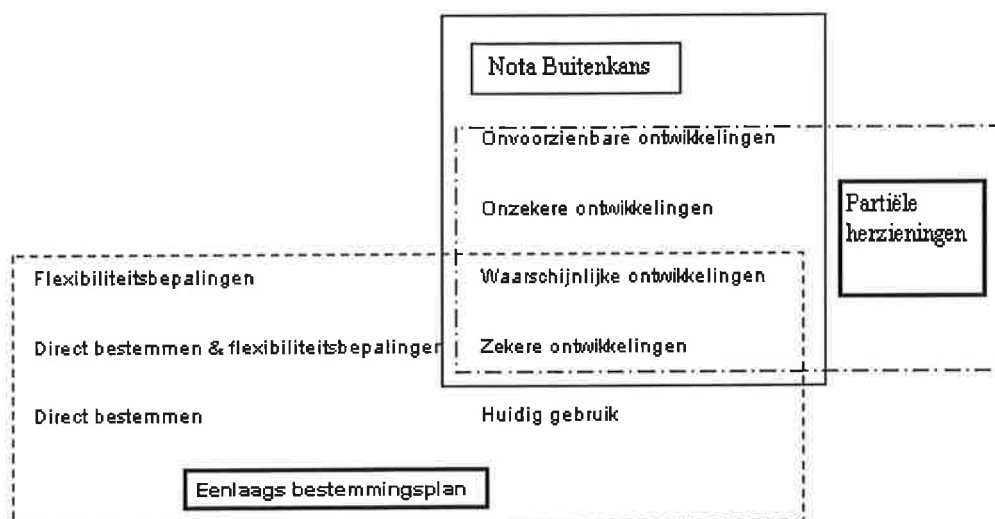 Nota Buitenkans
Onvoorzienbare ontwikkelingen
Onzekere ontwikkelingen
Partiële
herzieningen
Flexibiliteitsbepalingen
Waarschijnlijke ontwikkelingen
Direct bestemmen & flexibiliteitsbepalingen
Zekere ontwikkelingen
Direct bestemmen
Huidig gebruik
Eenlaags bestemmingsplan